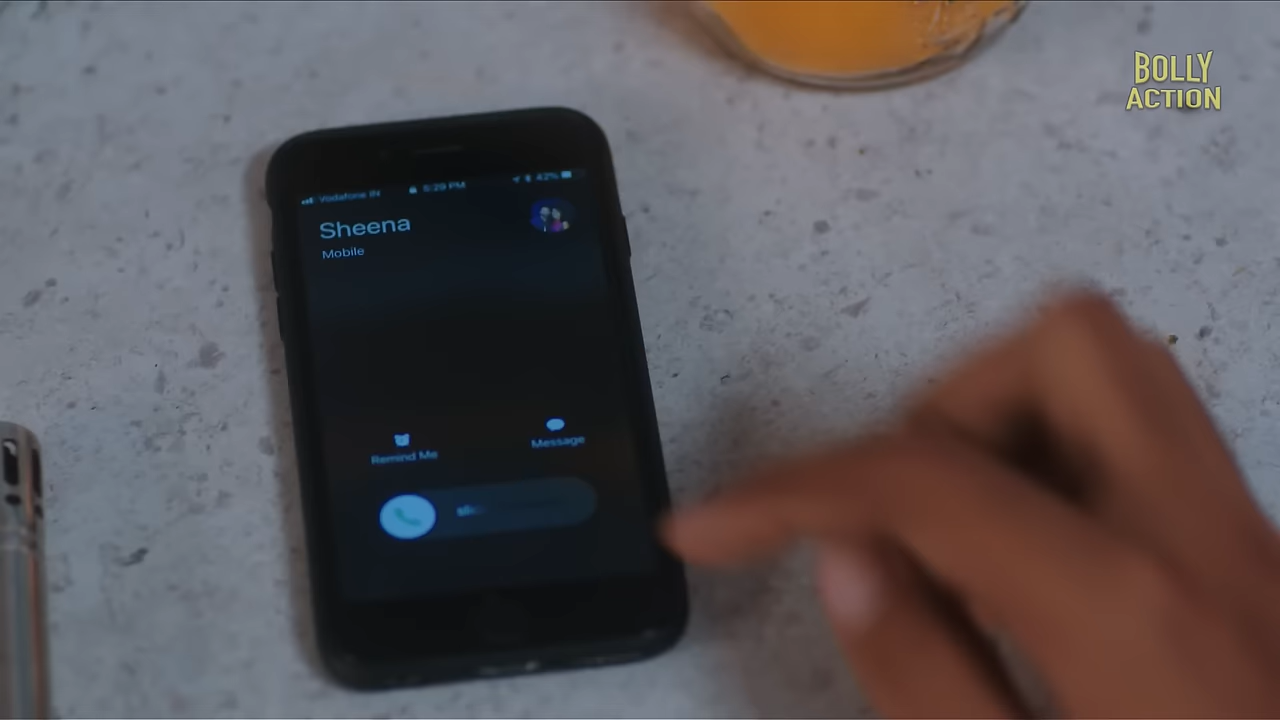 Vodafone IN 5:29 PM 42%
Sheena
Mobile
Remind Me
Message
BOLLY
ACTION